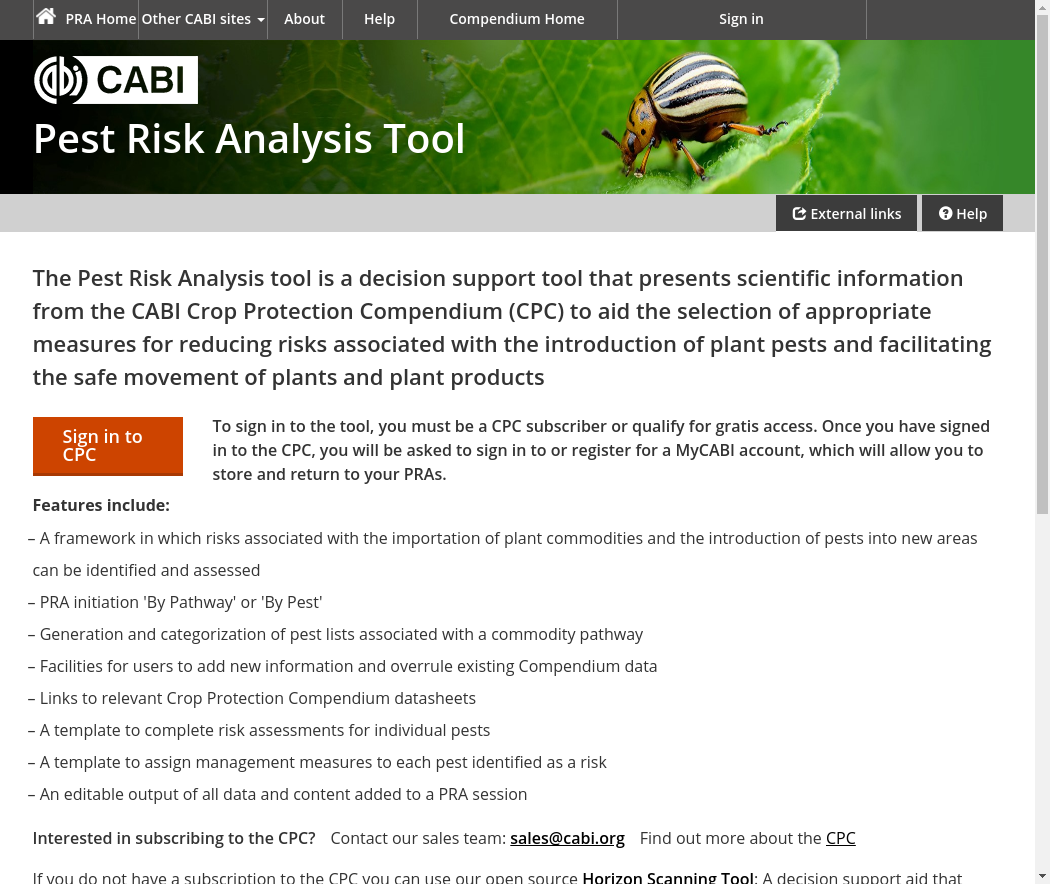 PRA Home Other CABI sites About Help Compendium Home Sign in
CABI
Pest Risk Analysis Tool
External links Help
The Pest Risk Analysis tool is a decision support tool that presents scientific information
from the CABI Crop Protection Compendium (CPC) to aid the selection of appropriate
measures for reducing risks associated with the introduction of plant pests and facilitating
the safe movement of plants and plant products
Sign in to
CPC
To sign in to the tool, you must be a CPC subscriber or qualify for gratis access. Once you have signed
in to the CPC, you will be asked to sign in to or register for a MyCABI account, which will allow you to
store and return to your PRAs.
Features include:
– A framework in which risks associated with the importation of plant commodities and the introduction of pests into new areas
can be identified and assessed
– PRA initiation 'By Pathway' or 'By Pest'
– Generation and categorization of pest lists associated with a commodity pathway
– Facilities for users to add new information and overrule existing Compendium data
– Links to relevant Crop Protection Compendium datasheets
– A template to complete risk assessments for individual pests
– A template to assign management measures to each pest identified as a risk
– An editable output of all data and content added to a PRA session
Interested in subscribing to the CPC? Contact our sales team: sales@cabi.org Find out more about the CPC
If you do not have a subscription to the CPC you can use our open source Horizon Scanning Tool: A decision support aid that